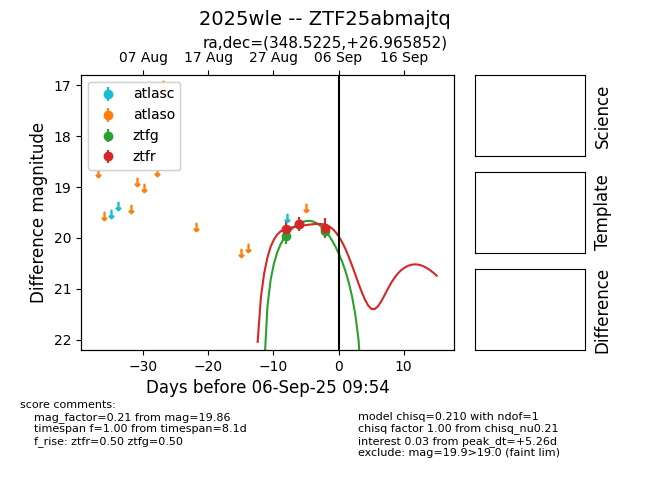 2025wle -- ZTF25abmajtq
ra,dec=(348.5225,+26.965852)
07 Aug 17 Aug 27 Aug 06 Sep 16 Sep
17
18
19
20
21
22
Difference magnitude
atlasc
atlaso
ztfg
ztfr
−30 −20 −10 0 10
Days before 06-Sep-25 09:54
Science
Template
Difference
score comments:
mag_factor=0.21 from mag=19.86
timespan f=1.00 from timespan=8.1d
f_rise: ztfr=0.50 ztfg=0.50
model chisq=0.210 with ndof=1
chisq factor 1.00 from chisq_nu0.21
interest 0.03 from peak_dt=+5.26d
exclude: mag=19.9>19.0 (faint lim)